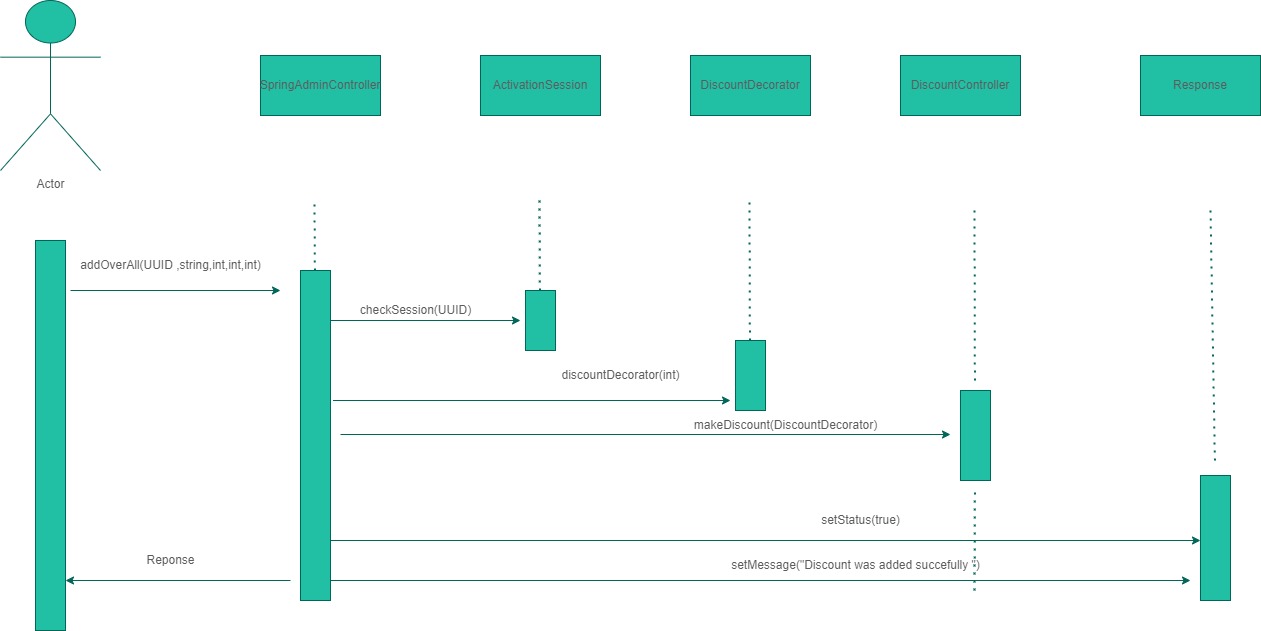 SpringAdminController
ActivationSession
DiscountDecorator
DiscountController
Response
Actor
addOverAll(UUID ,string,int,int,int)
checkSession(UUID)
discountDecorator(int)
makeDiscount(DiscountDecorator)
setStatus(true)
Reponse
setMessage("Discount was added succefully ")